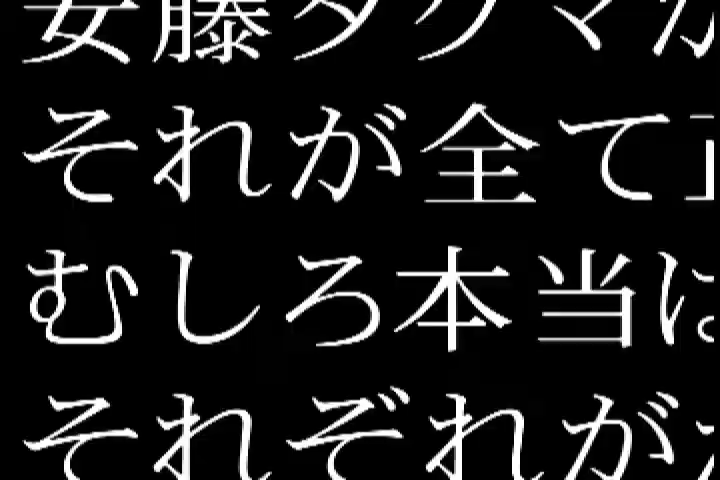 安藤タクマが
それが全て
むしろ本当は
それぞれが